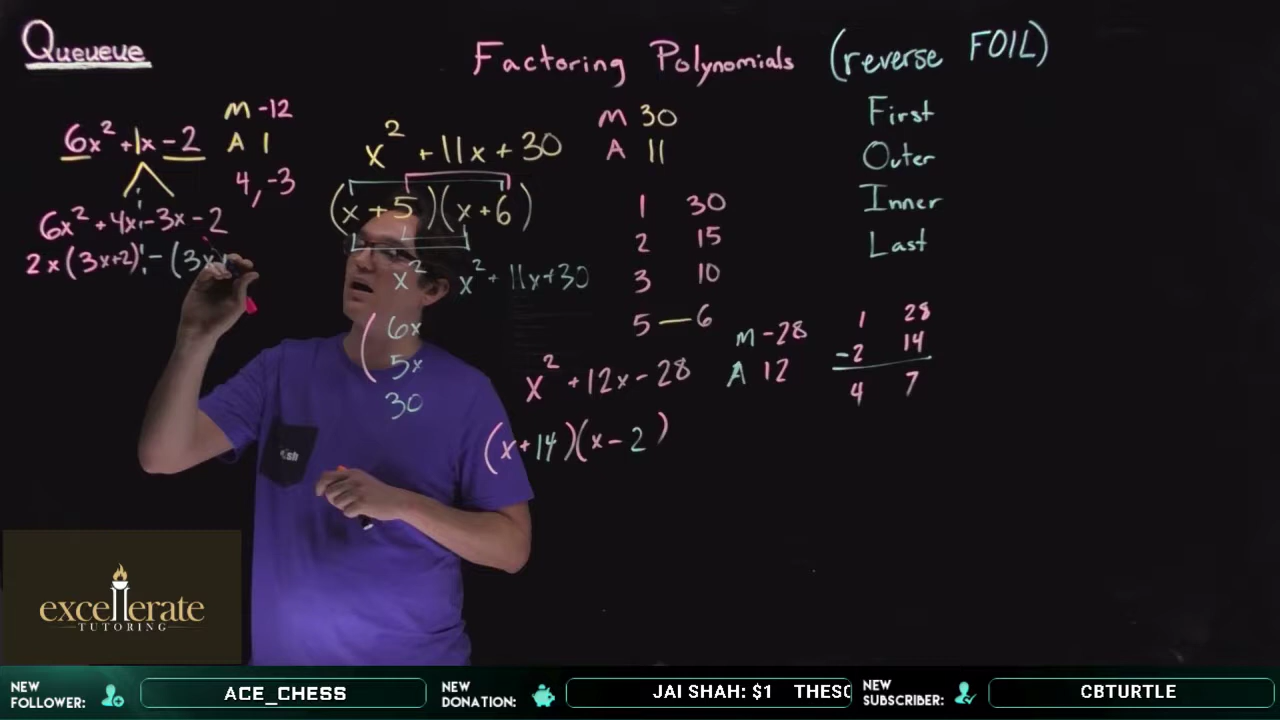 Queueue
Factoring Polynomials (reverse FOIL)
First
Outer
Inner
Last
6x² + 1x - 2
M -12
A 1
4, -3
6x² + 4x - 3x - 2
2x(3x+2) - (3x
x² + 11x + 30
M 30
A 11
(x + 5)(x + 6)
x² x² + 11x + 30
6x
5x
30
1 30
2 15
3 10
5 — 6
x² + 12x - 28
M -28
A 12
1 28
-2 14
4 7
(x + 14)(x - 2)
excellerate
TUTORING
NEW FOLLOWER: ACE_CHESS
NEW DONATION: JAI SHAH: $1 THESC
NEW SUBSCRIBER: CBTURTLE